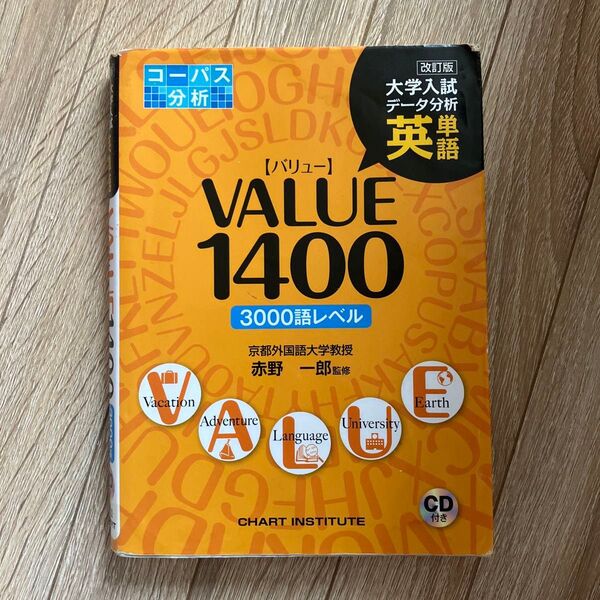 コーパス
分析
改訂版
大学入試
データ分析
英単語
【バリュー】
VALUE
1400
3000語レベル
京都外国語大学教授
赤野 一郎監修
V
Vacation
A
Adventure
L
Language
U
University
E
Earth
CD
付き
CHART INSTITUTE